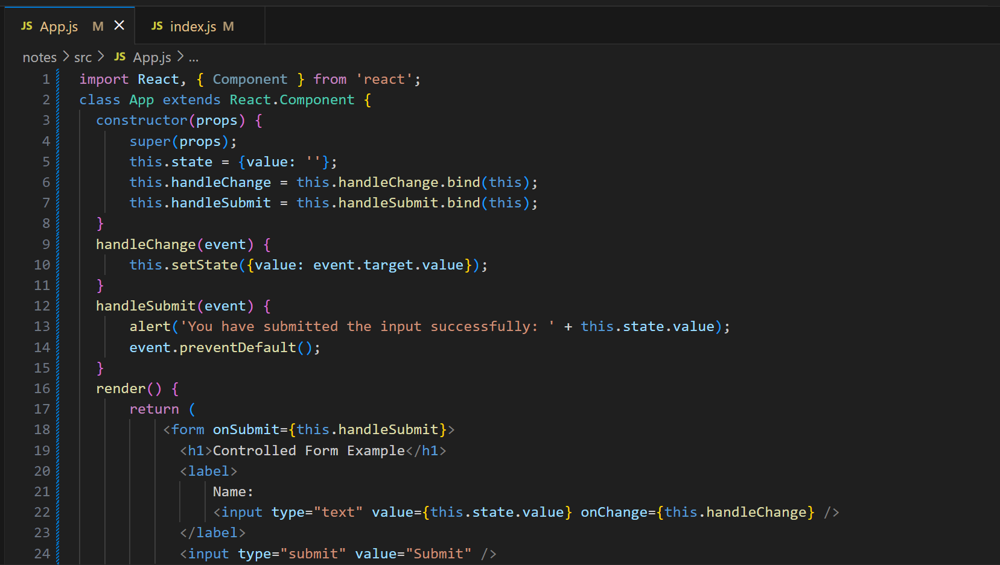 JS App.js M × JS index.js M
notes > src > JS App.js > ...
1 import React, { Component } from 'react';
2 class App extends React.Component {
3 constructor(props) {
4 super(props);
5 this.state = {value: ''};
6 this.handleChange = this.handleChange.bind(this);
7 this.handleSubmit = this.handleSubmit.bind(this);
8 }
9 handleChange(event) {
10 this.setState({value: event.target.value});
11 }
12 handleSubmit(event) {
13 alert('You have submitted the input successfully: ' + this.state.value);
14 event.preventDefault();
15 }
16 render() {
17 return (
18 <form onSubmit={this.handleSubmit}>
19 <h1>Controlled Form Example</h1>
20 <label>
21 Name:
22 <input type="text" value={this.state.value} onChange={this.handleChange} />
23 </label>
24 <input type="submit" value="Submit" />